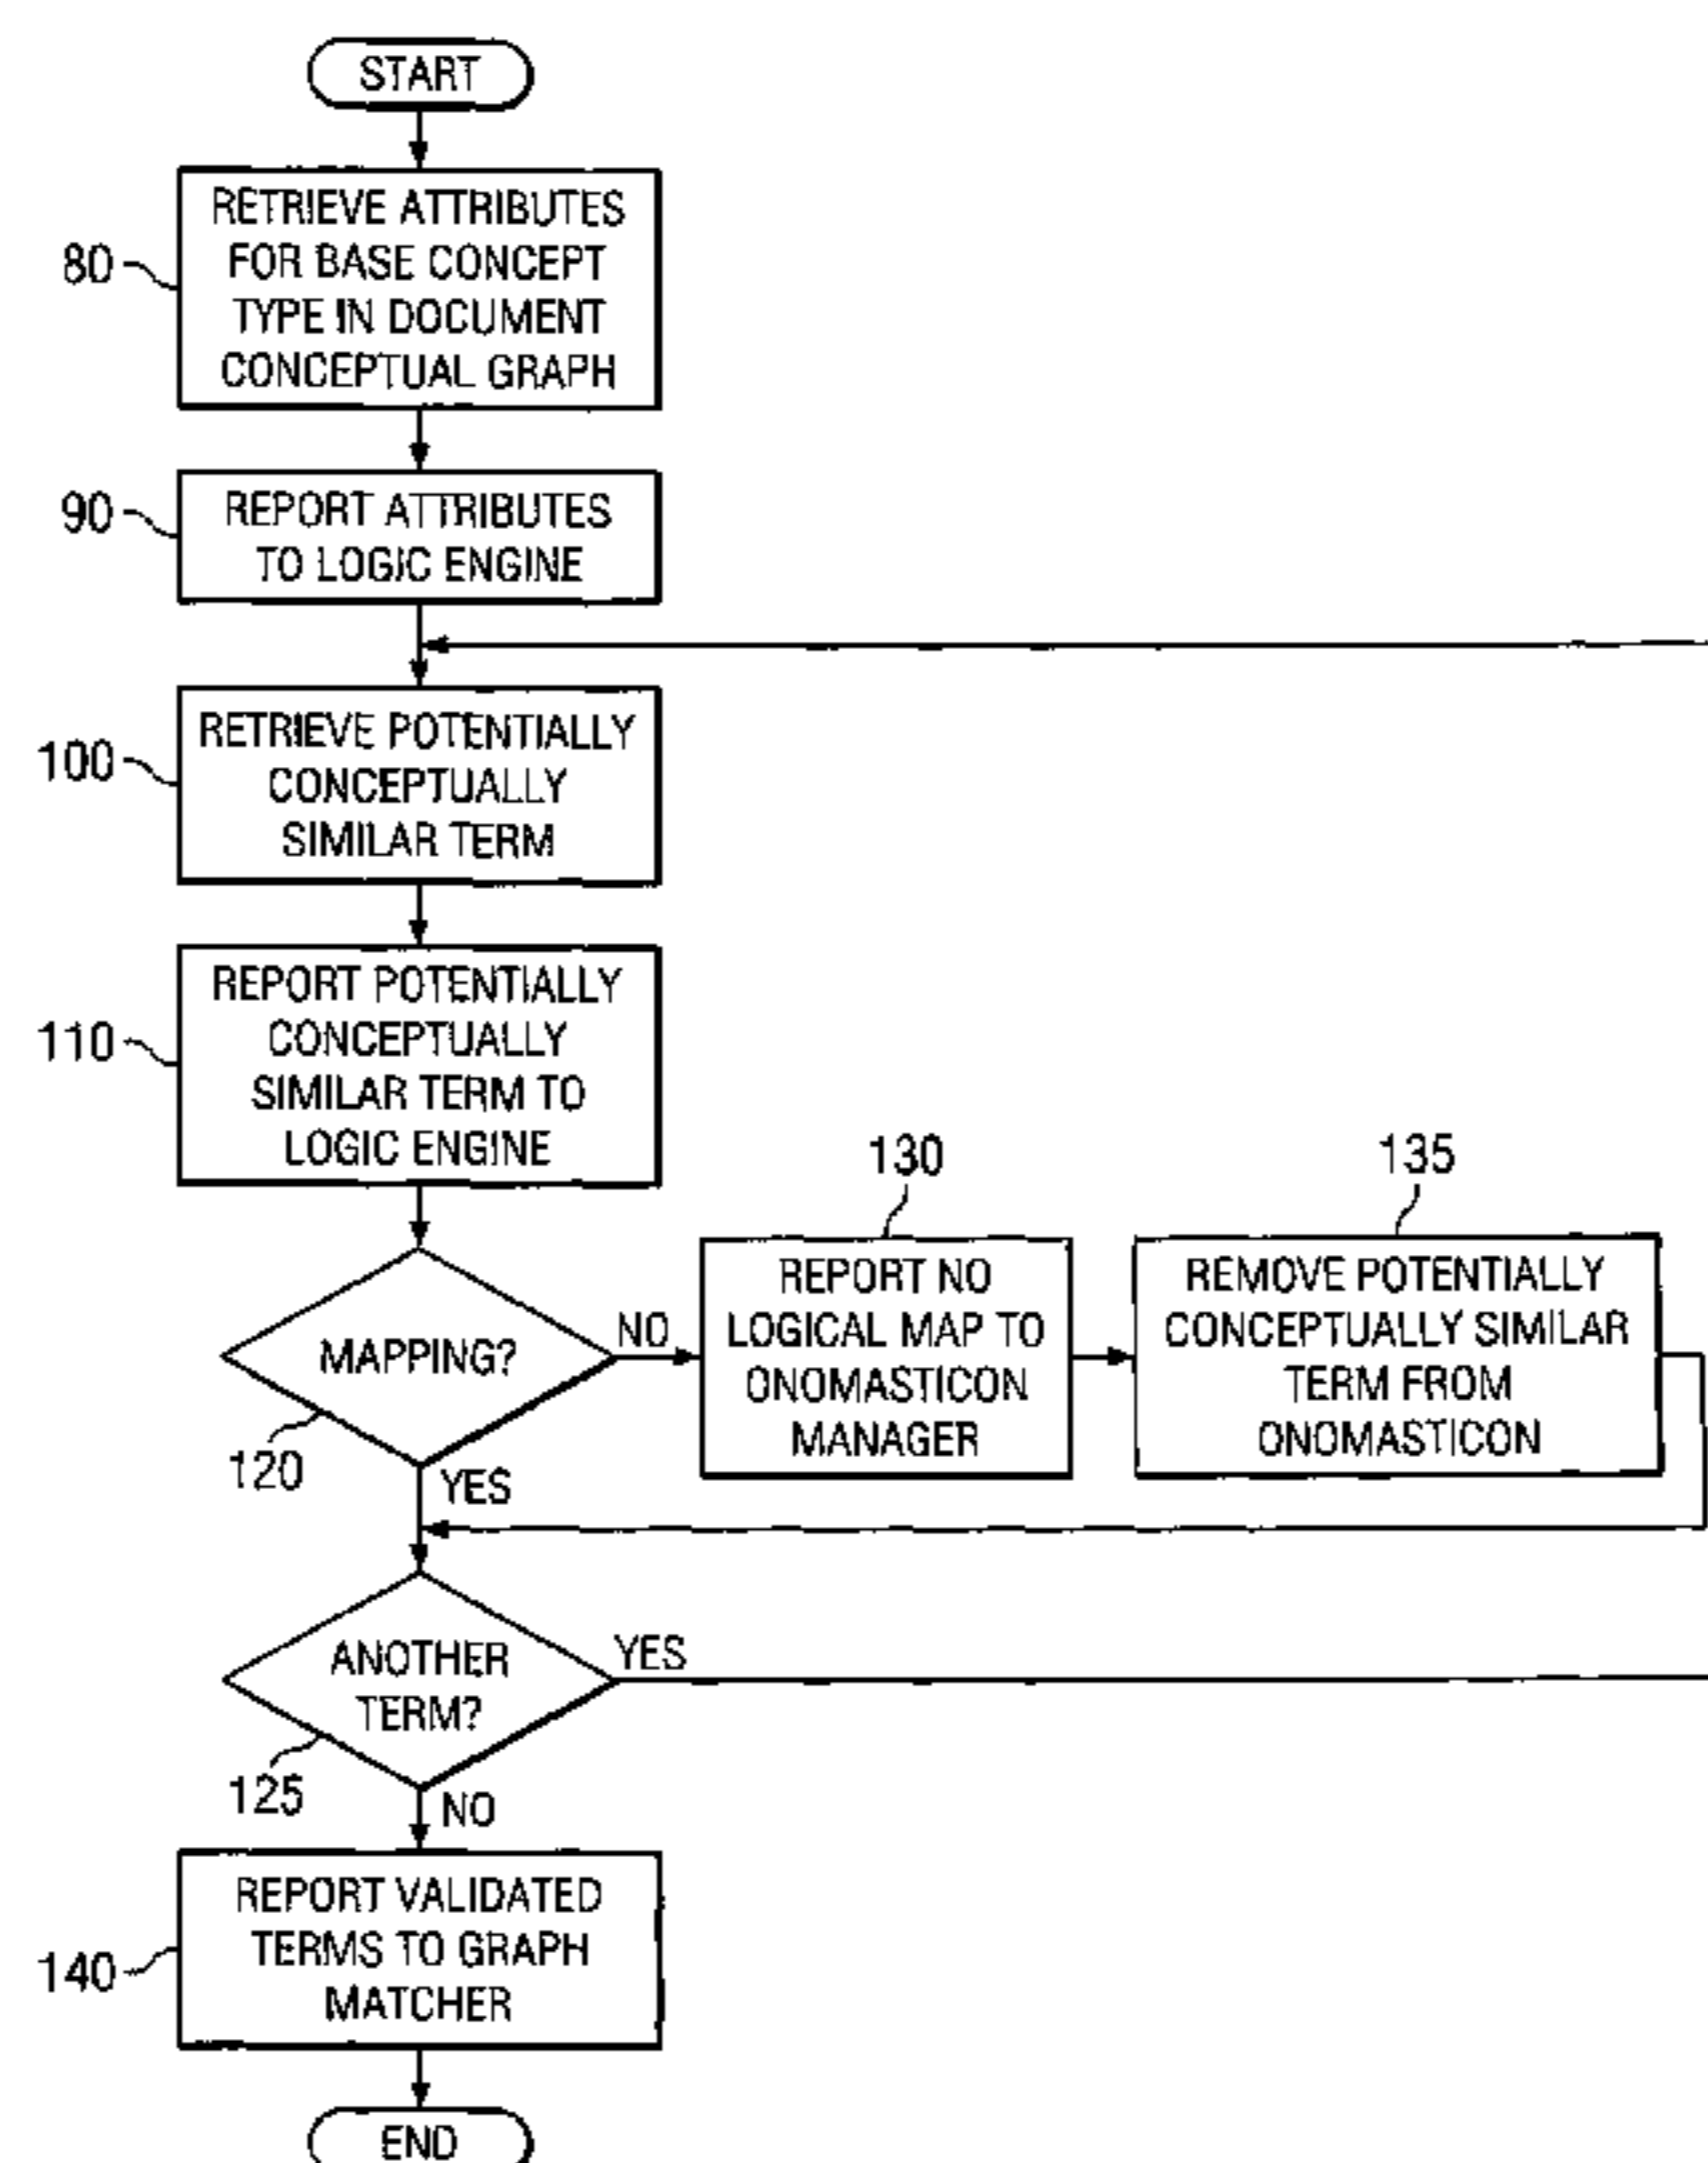 START
80
RETRIEVE ATTRIBUTES
FOR BASE CONCEPT
TYPE IN DOCUMENT
CONCEPTUAL GRAPH
90
REPORT ATTRIBUTES
TO LOGIC ENGINE
100
RETRIEVE POTENTIALLY
CONCEPTUALLY
SIMILAR TERM
110
REPORT POTENTIALLY
CONCEPTUALLY
SIMILAR TERM TO
LOGIC ENGINE
MAPPING?
120
NO
YES
130
REPORT NO
LOGICAL MAP TO
ONOMASTICON
MANAGER
135
REMOVE POTENTIALLY
CONCEPTUALLY SIMILAR
TERM FROM
ONOMASTICON
ANOTHER
TERM?
125
YES
NO
140
REPORT VALIDATED
TERMS TO GRAPH
MATCHER
END